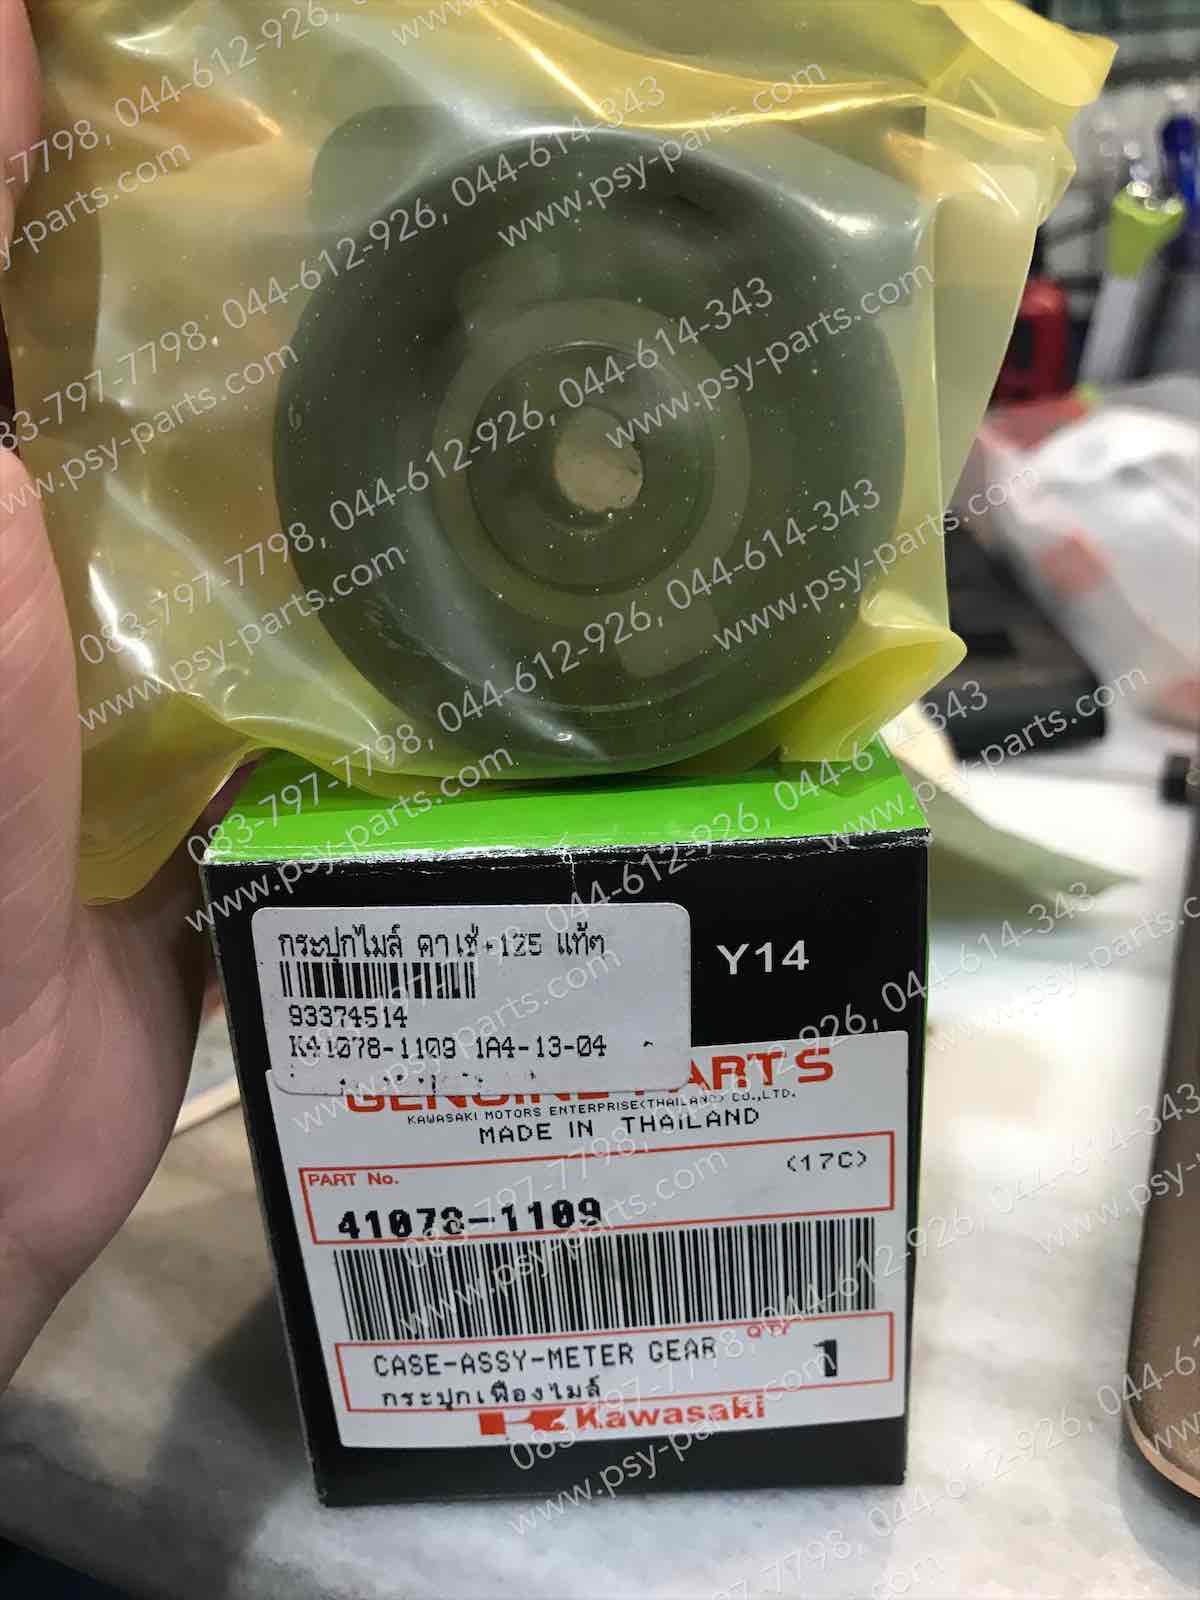 083-797-7798, 044-612-926, 044-614-343
www.psy-parts.com
กระปุกไมล์ คาเซ่-125 แท้ๆ
93374514
K41078-1109 1A4-13-04
Y14
GENUINE PARTS
KAWASAKI MOTORS ENTERPRISE(THAILAND) CO.,LTD.
MADE IN THAILAND
PART No.
(17C)
41078-1109
CASE-ASSY-METER GEAR
Q'TY
1
กระปุกเฟืองไมล์
Kawasaki